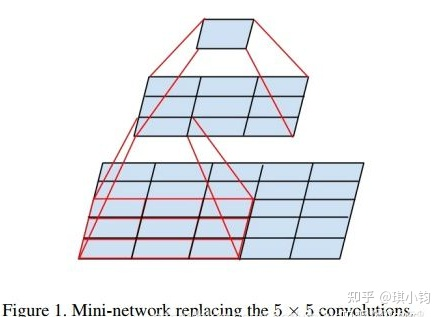 知乎 @琪小钧
Figure 1. Mini-network replacing the 5 × 5 convolutions.